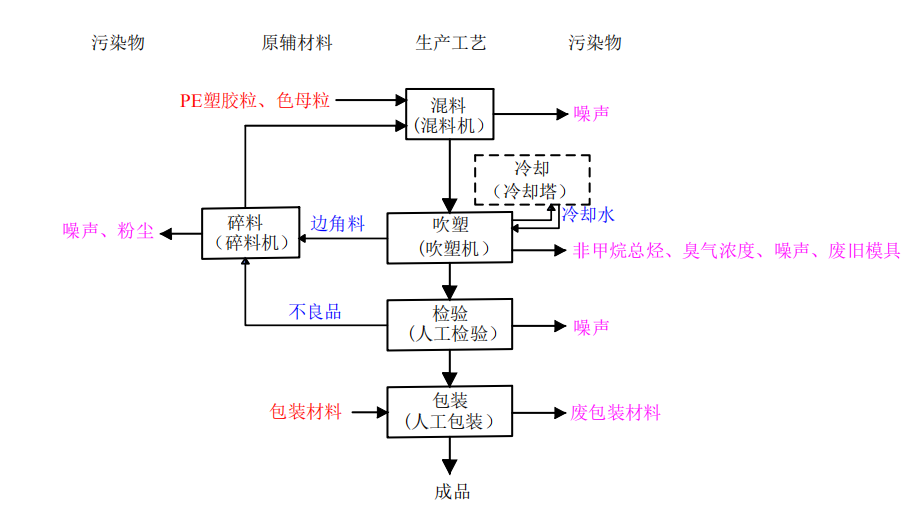 污染物 原辅材料 生产工艺 污染物
PE塑胶粒、色母粒
混料
(混料机）
噪声
冷却
（冷却塔）
冷却水
噪声、粉尘
碎料
（碎料机）
边角料
吹塑
(吹塑机）
非甲烷总烃、臭气浓度、噪声、废旧模具
不良品
检验
(人工检验）
噪声
包装材料
包装
(人工包装）
废包装材料
成品